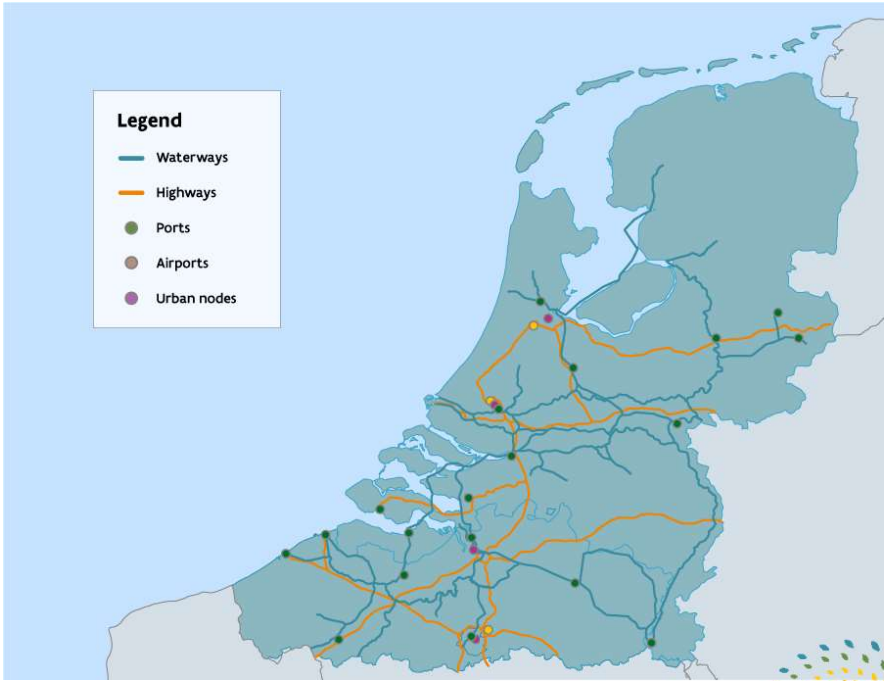 Legend
Waterways
Highways
Ports
Airports
Urban nodes